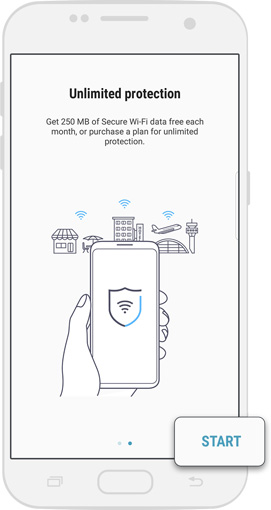 Unlimited protection
Get 250 MB of Secure Wi-Fi data free each
month, or purchase a plan for unlimited
protection.
START